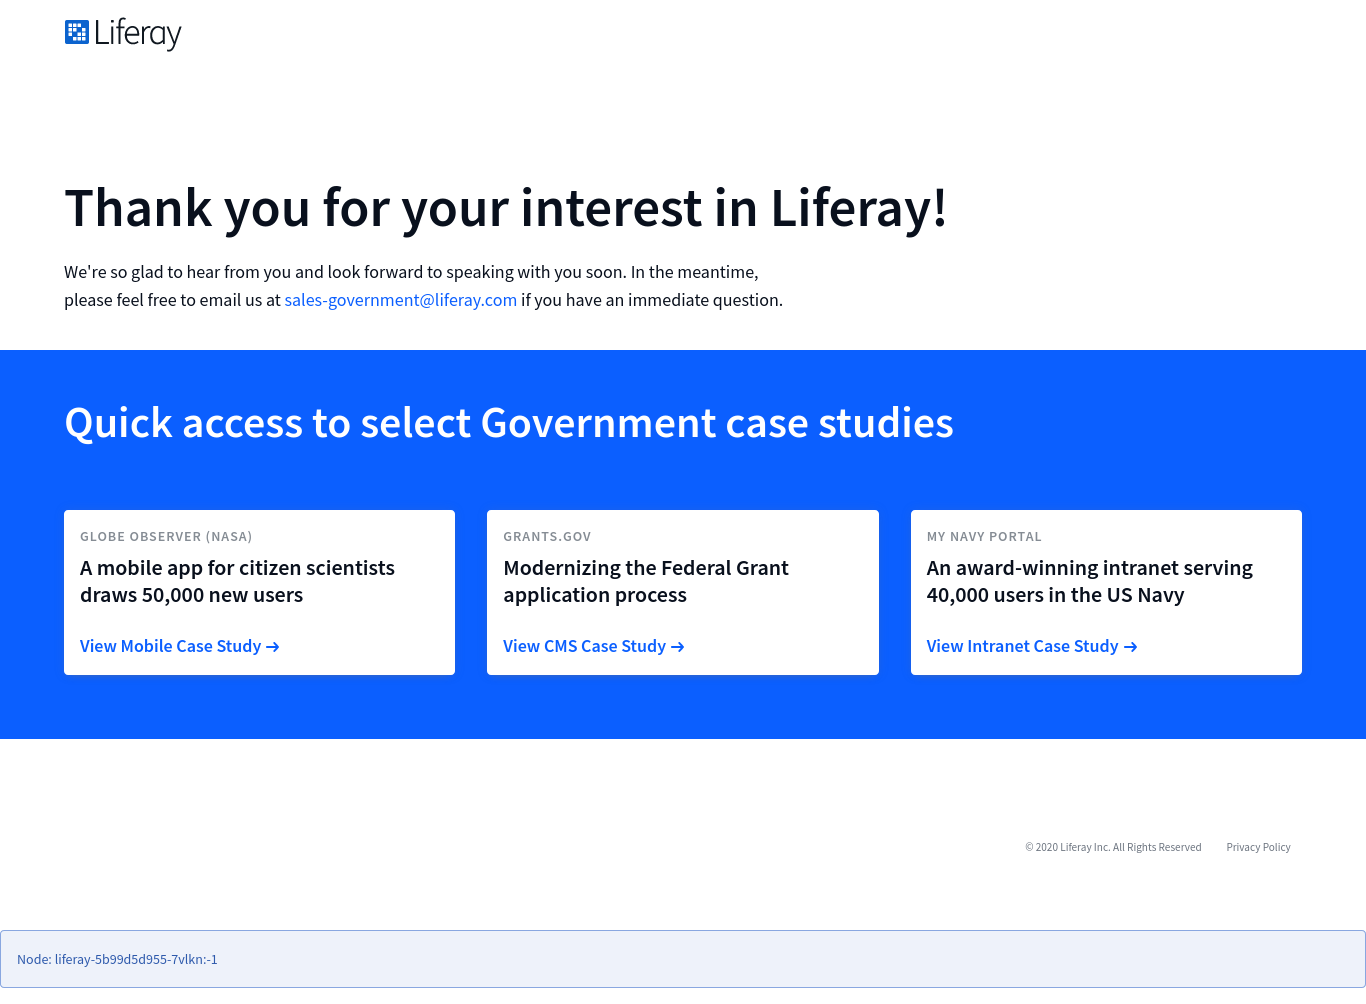 Liferay
Thank you for your interest in Liferay!
We're so glad to hear from you and look forward to speaking with you soon. In the meantime,
please feel free to email us at sales-government@liferay.com if you have an immediate question.
Quick access to select Government case studies
GLOBE OBSERVER (NASA)
A mobile app for citizen scientists
draws 50,000 new users
View Mobile Case Study →
GRANTS.GOV
Modernizing the Federal Grant
application process
View CMS Case Study →
MY NAVY PORTAL
An award-winning intranet serving
40,000 users in the US Navy
View Intranet Case Study →
© 2020 Liferay Inc. All Rights Reserved Privacy Policy
Node: liferay-5b99d5d955-7vlkn:-1